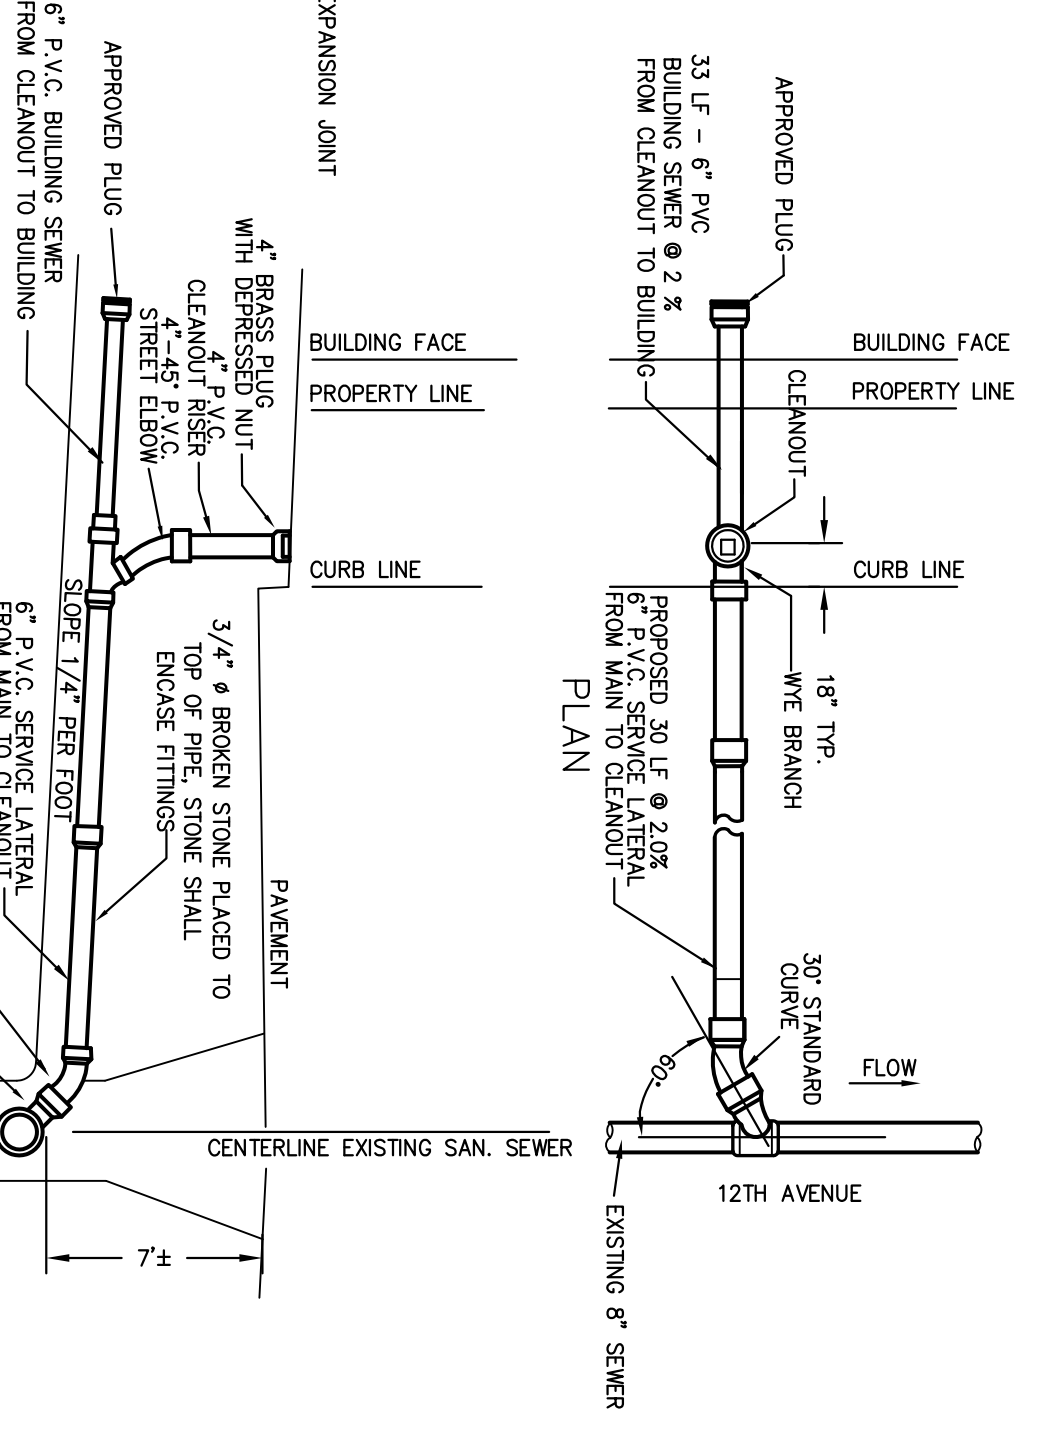 APPROVED PLUG
33 LF - 6" PVC
BUILDING SEWER @ 2 %
FROM CLEANOUT TO BUILDING
BUILDING FACE
PROPERTY LINE
CLEANOUT
CURB LINE
18" TYP.
WYE BRANCH
PROPOSED 30 LF @ 2.0%
6" P.V.C. SERVICE LATERAL
FROM MAIN TO CLEANOUT
PLAN
30° STANDARD
CURVE
60°
FLOW
12TH AVENUE
EXISTING 8" SEWER
EXPANSION JOINT
BUILDING FACE
PROPERTY LINE
CURB LINE
4" BRASS PLUG
WITH DEPRESSED NUT
4" P.V.C.
CLEANOUT RISER
4"-45° P.V.C.
STREET ELBOW
APPROVED PLUG
6" P.V.C. BUILDING SEWER
FROM CLEANOUT TO BUILDING
PAVEMENT
3/4" ø BROKEN STONE PLACED TO
TOP OF PIPE, STONE SHALL
ENCASE FITTINGS
SLOPE 1/4" PER FOOT
6" P.V.C. SERVICE LATERAL
FROM MAIN TO CLEANOUT
CENTERLINE EXISTING SAN. SEWER
7'±